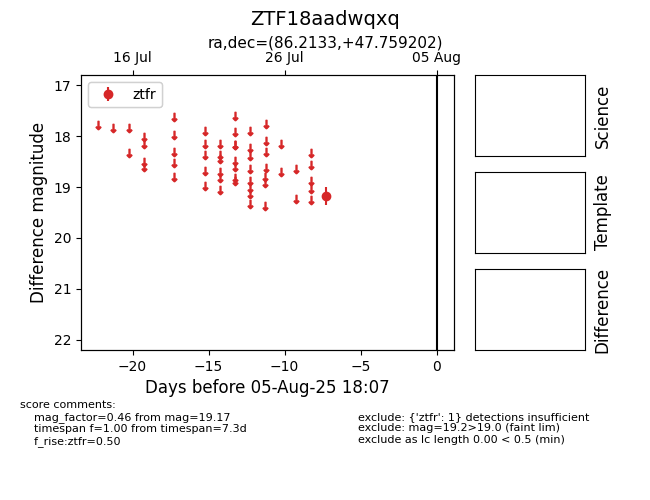 ZTF18aadwqxq
ra,dec=(86.2133,+47.759202)
16 Jul
26 Jul
05 Aug
ztfr
17
18
19
20
21
22
Difference magnitude
−20
−15
−10
−5
0
Days before 05-Aug-25 18:07
Science
Template
Difference
score comments:
mag_factor=0.46 from mag=19.17
timespan f=1.00 from timespan=7.3d
f_rise:ztfr=0.50
exclude: {'ztfr': 1} detections insufficient
exclude: mag=19.2>19.0 (faint lim)
exclude as lc length 0.00 < 0.5 (min)